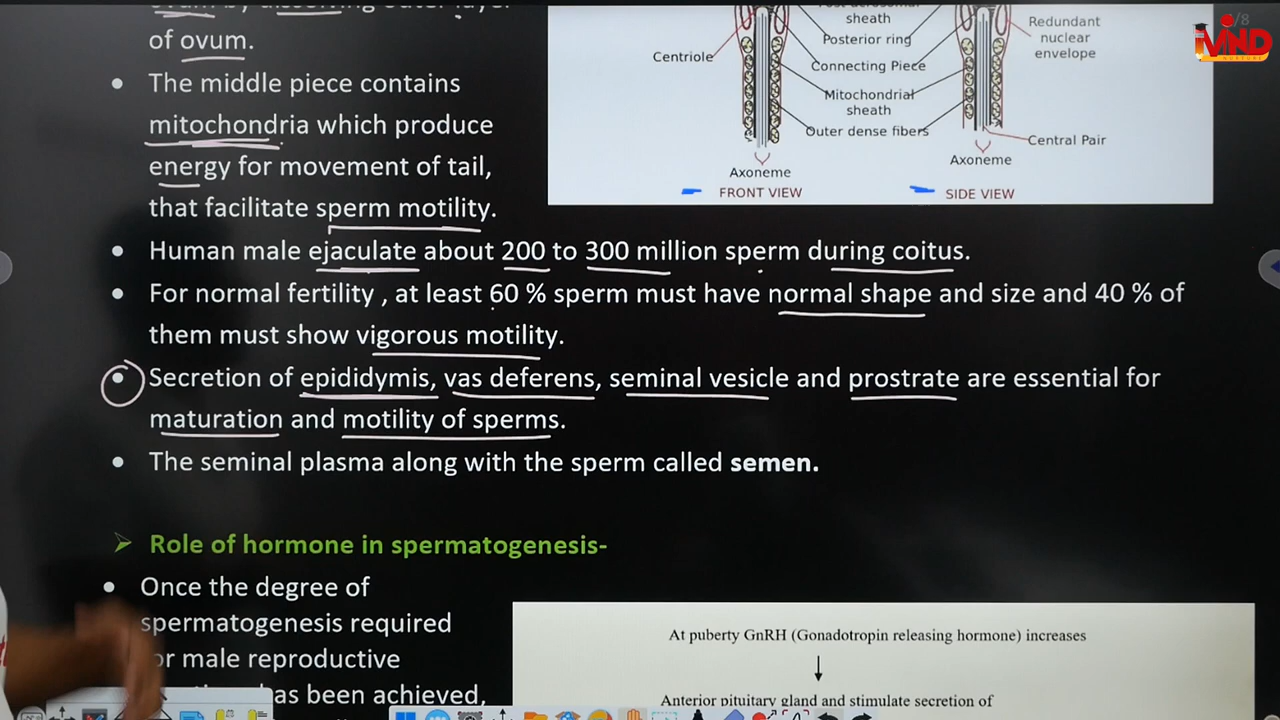 of ovum.
• The middle piece contains
mitochondria which produce
energy for movement of tail,
that facilitate sperm motility.
• Human male ejaculate about 200 to 300 million sperm during coitus.
• For normal fertility , at least 60 % sperm must have normal shape and size and 40 % of
them must show vigorous motility.
• Secretion of epididymis, vas deferens, seminal vesicle and prostrate are essential for
maturation and motility of sperms.
• The seminal plasma along with the sperm called semen.
➤ Role of hormone in spermatogenesis-
• Once the degree of
spermatogenesis required
or male reproductive
has been achieved,
sheath
Posterior ring
Centriole
Connecting Piece
Mitochondrial
sheath
Outer dense fibers
Axoneme
FRONT VIEW
Redundant
nuclear
envelope
Central Pair
Axoneme
SIDE VIEW
/8
MIND
At puberty GnRH (Gonadotropin releasing hormone) increases
Anterior pituitary gland and stimulate secretion of